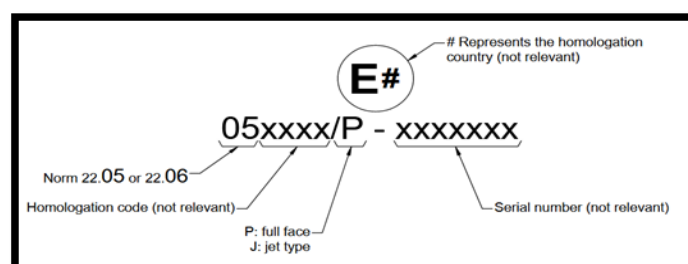 # Represents the homologation
country (not relevant)
E#
05xxxx/P - xxxxxxx
Norm 22.05 or 22.06
Homologation code (not relevant)
Serial number (not relevant)
P: full face
J: jet type